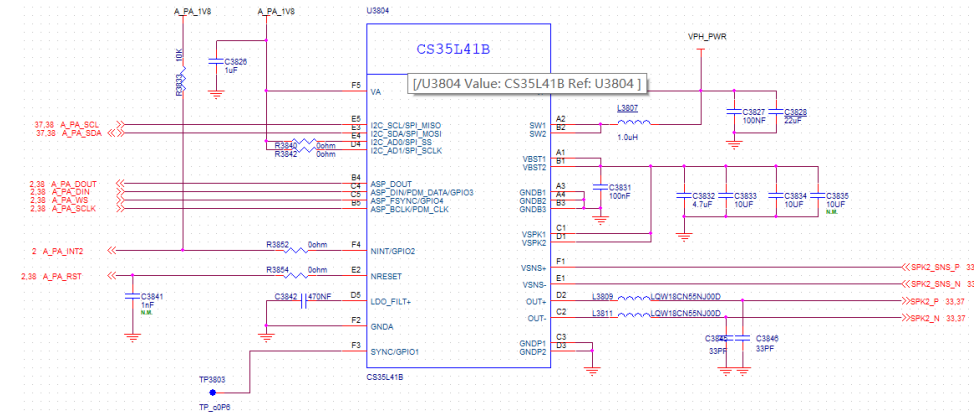 A_PA_1V8
A_PA_1V8
U3804
CS35L41B
[/U3804 Value: CS35L41B Ref: U3804 ]
VPH_PWR
R3833 10K
C3826
1uF
F5
VA
37,38 A_PA_SCL
37,38 A_PA_SDA
E5
E3
E4
D4
I2C_SCL/SPI_MISO
I2C_SDA/SPI_MOSI
I2C_AD0/SPI_SS
I2C_AD1/SPI_SCLK
R3840 0ohm
R3842 0ohm
SW1
SW2
A2
B2
L3807
1.0uH
C3827
100NF
C3828
22uF
VBST1
VBST2
A1
B1
2,38 A_PA_DOUT
2,38 A_PA_DIN
2,38 A_PA_WS
2,38 A_PA_SCLK
B4
C4
C5
B5
ASP_DOUT
ASP_DIN/PDM_DATA/GPIO3
ASP_FSYNC/GPIO4
ASP_BCLK/PDM_CLK
GNDB1
GNDB2
GNDB3
A3
A4
B3
C3831
100nF
C3832
4.7uF
C3833
10UF
C3834
10UF
C3835
10UF
N.M.
VSPK1
VSPK2
C1
D1
2 A_PA_INT2
R3852 0ohm
F4
NINT/GPIO2
VSNS+
F1
SPK2_SNS_P 33
2,38 A_PA_RST
R3854 0ohm
E2
NRESET
VSNS-
E1
SPK2_SNS_N 33
C3841
1nF
N.M.
C3842 470NF
D5
LDO_FILT+
OUT+
D2
L3809 LQW18CN55NJ00D
SPK2_P 33,37
OUT-
C2
L3811 LQW18CN55NJ00D
SPK2_N 33,37
F2
GNDA
C3845
33PF
C3846
33PF
F3
SYNC/GPIO1
GNDP1
GNDP2
C3
D3
CS35L41B
TP3803
TP_c0P6